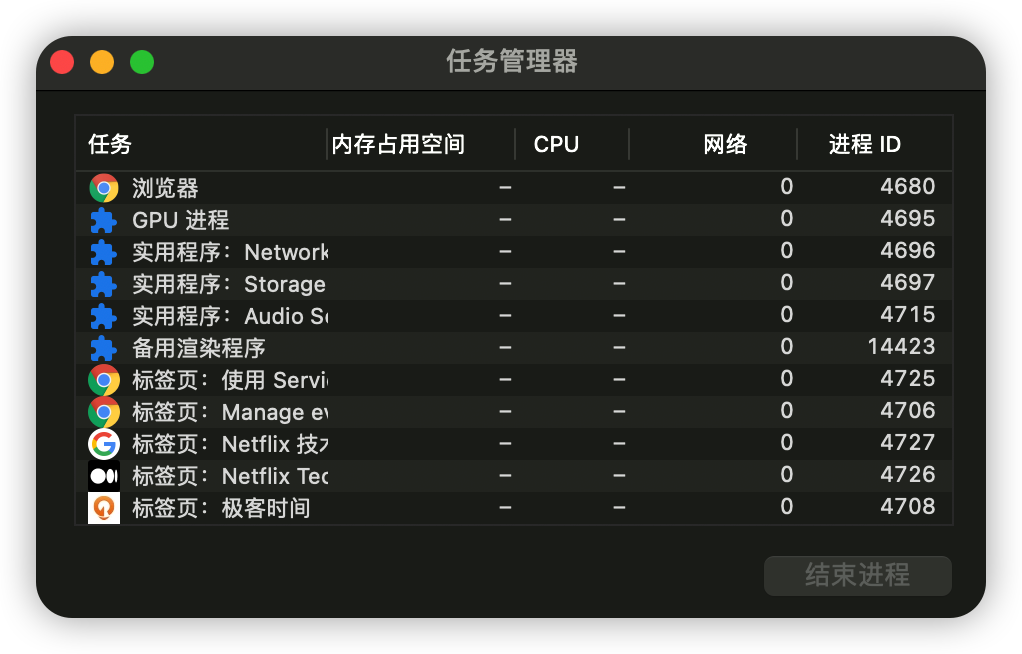 任务管理器
任务 内存占用空间 CPU 网络 进程 ID
浏览器 – – 0 4680
GPU 进程 – – 0 4695
实用程序：Network – – 0 4696
实用程序：Storage – – 0 4697
实用程序：Audio Se – – 0 4715
备用渲染程序 – – 0 14423
标签页：使用 Servi – – 0 4725
标签页：Manage ev – – 0 4706
标签页：Netflix 技 – – 0 4727
标签页：Netflix Tec – – 0 4726
标签页：极客时间 – – 0 4708
结束进程